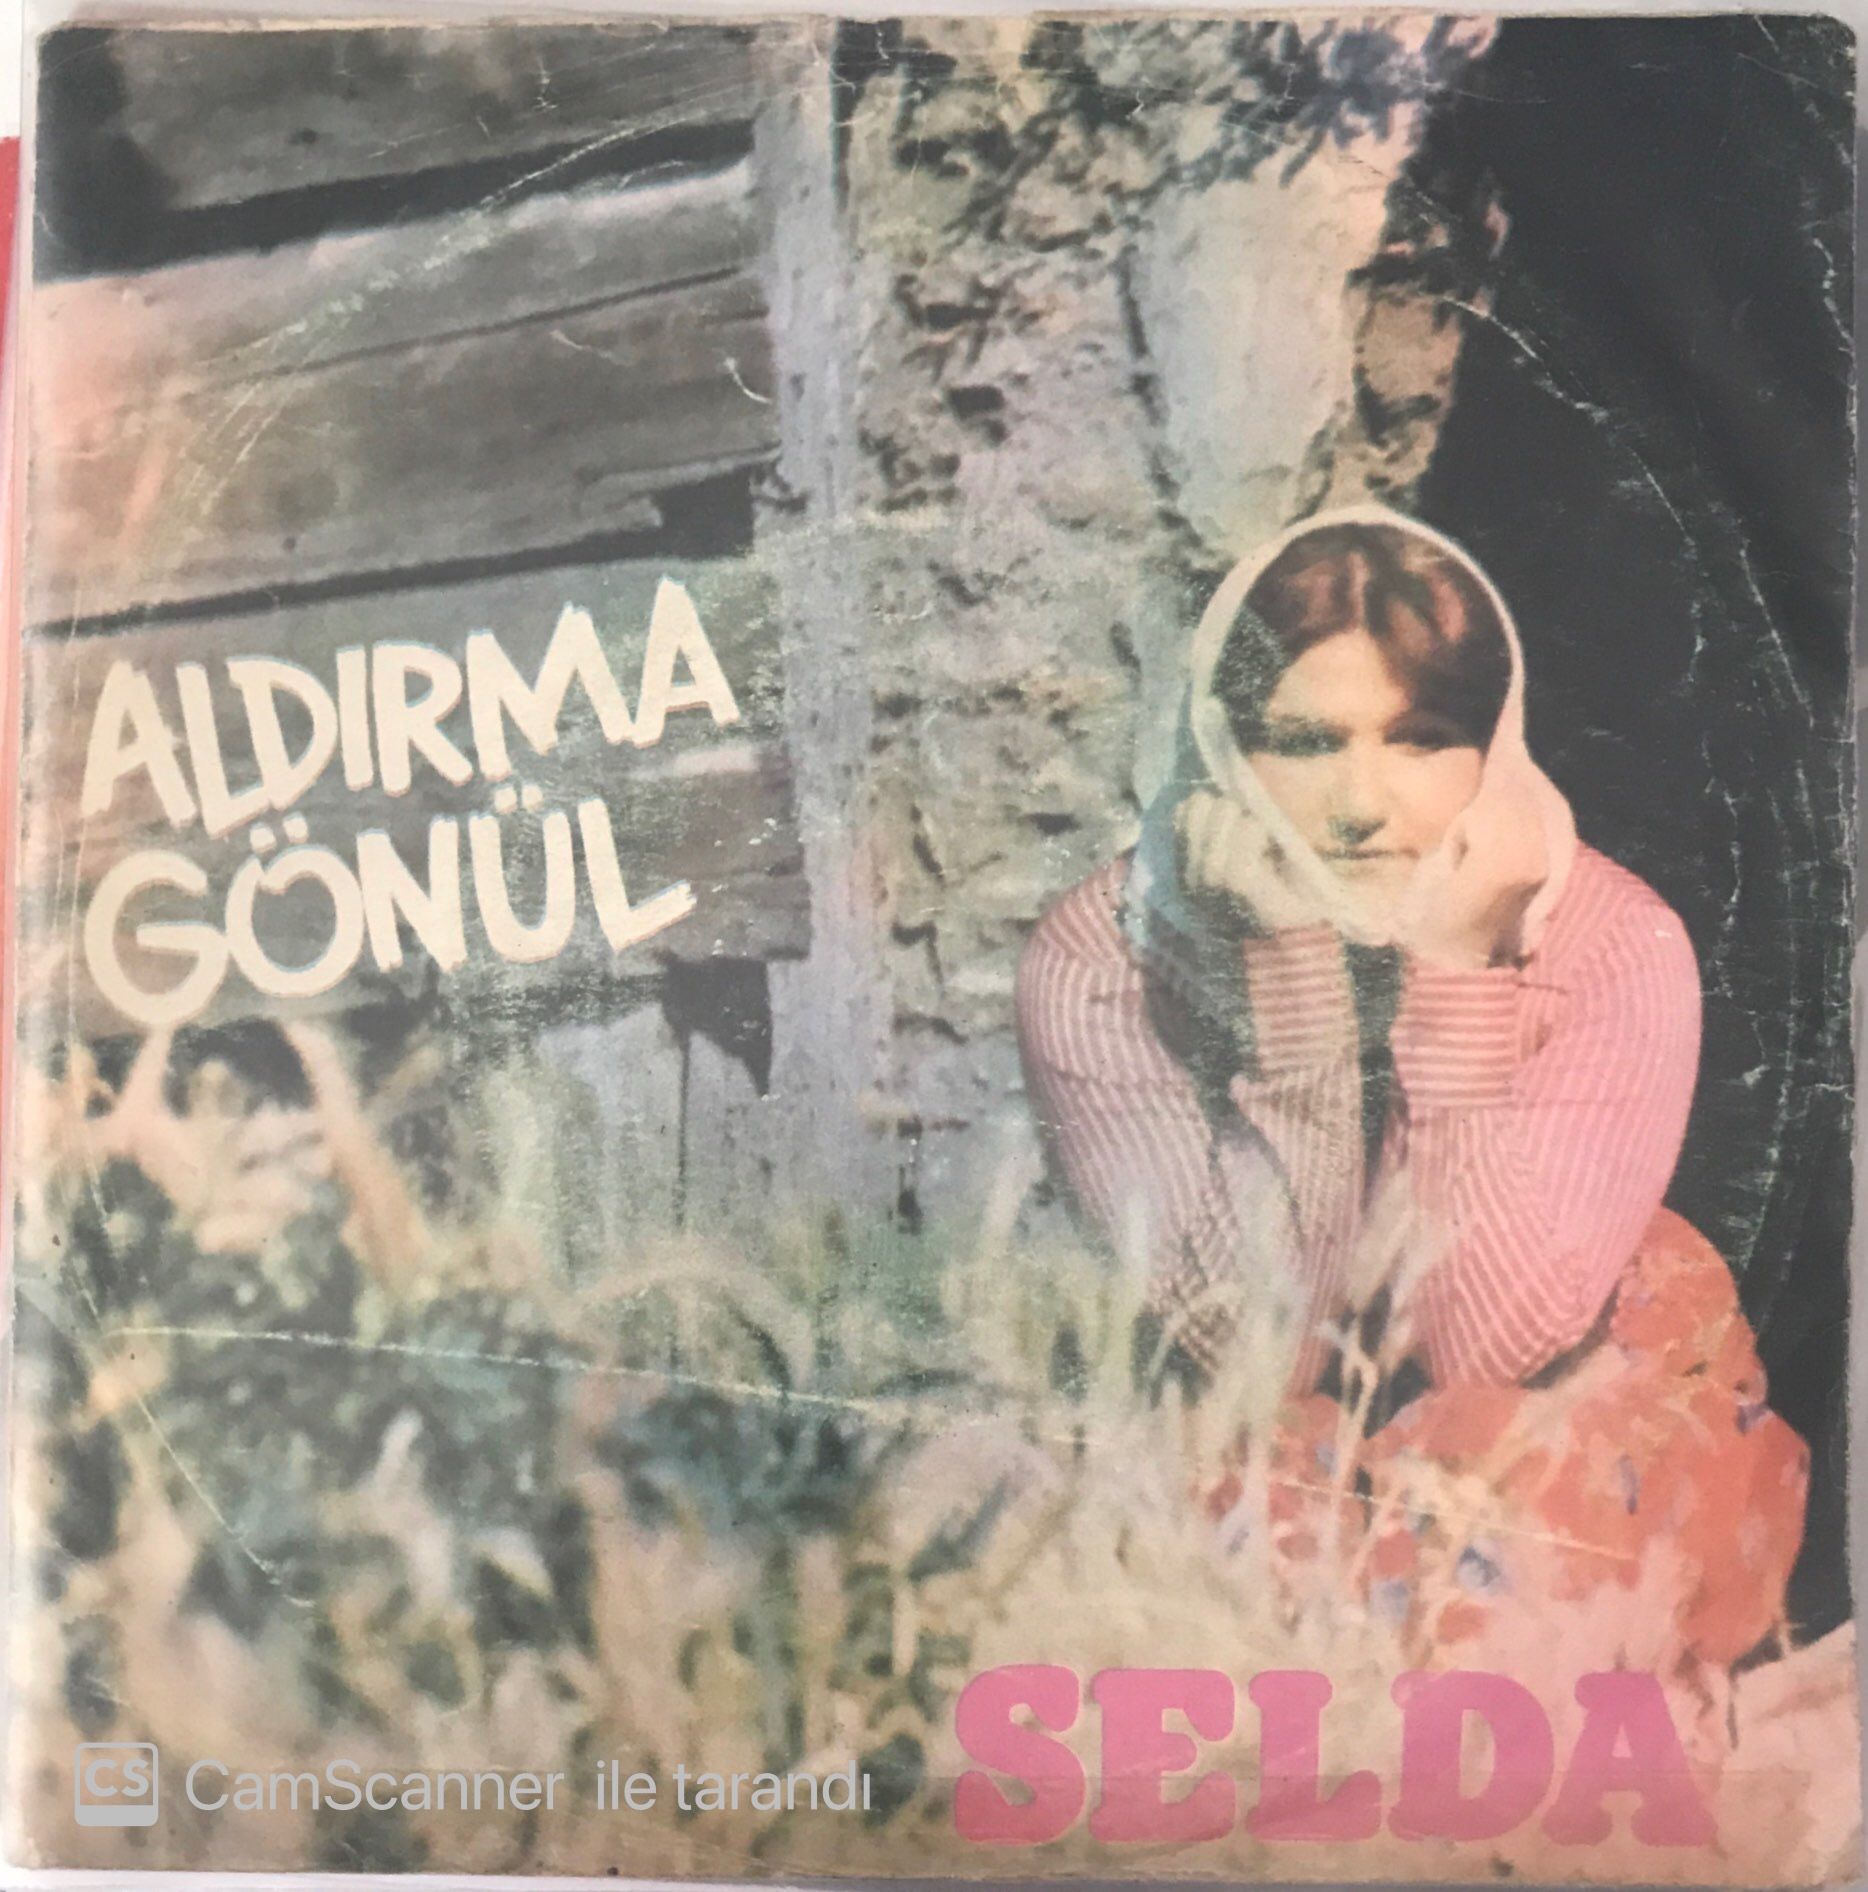 ALDIRMA
GÖNÜL
SELDA
CS CamScanner ile tarandı